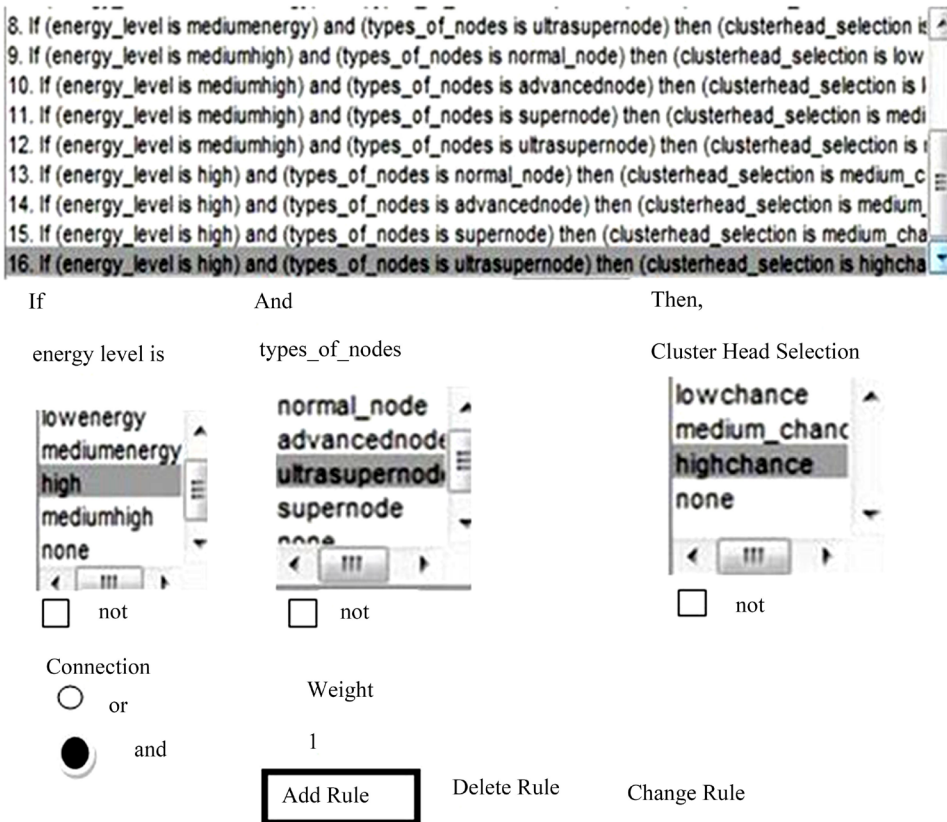 8. If (energy_level is mediumenergy) and (types_of_nodes is ultrasupernode) then (clusterhead_selection is
9. If (energy_level is mediumhigh) and (types_of_nodes is normal_node) then (clusterhead_selection is low
10. If (energy_level is mediumhigh) and (types_of_nodes is advancednode) then (clusterhead_selection is
11. If (energy_level is mediumhigh) and (types_of_nodes is supernode) then (clusterhead_selection is medi
12. If (energy_level is mediumhigh) and (types_of_nodes is ultrasupernode) then (clusterhead_selection is
13. If (energy_level is high) and (types_of_nodes is normal_node) then (clusterhead_selection is medium_c
14. If (energy_level is high) and (types_of_nodes is advancednode) then (clusterhead_selection is medium_
15. If (energy_level is high) and (types_of_nodes is supernode) then (clusterhead_selection is medium_cha
16. If (energy_level is high) and (types_of_nodes is ultrasupernode) then (clusterhead_selection is highcha
If
And
Then,
energy level is
types_of_nodes
Cluster Head Selection
lowenergy
mediumenergy
high
mediumhigh
none
normal_node
advancednode
ultrasupernod
supernode
none
lowchance
medium_chanc
highchance
none
not
not
not
Connection
or
and
Weight
1
Add Rule
Delete Rule
Change Rule